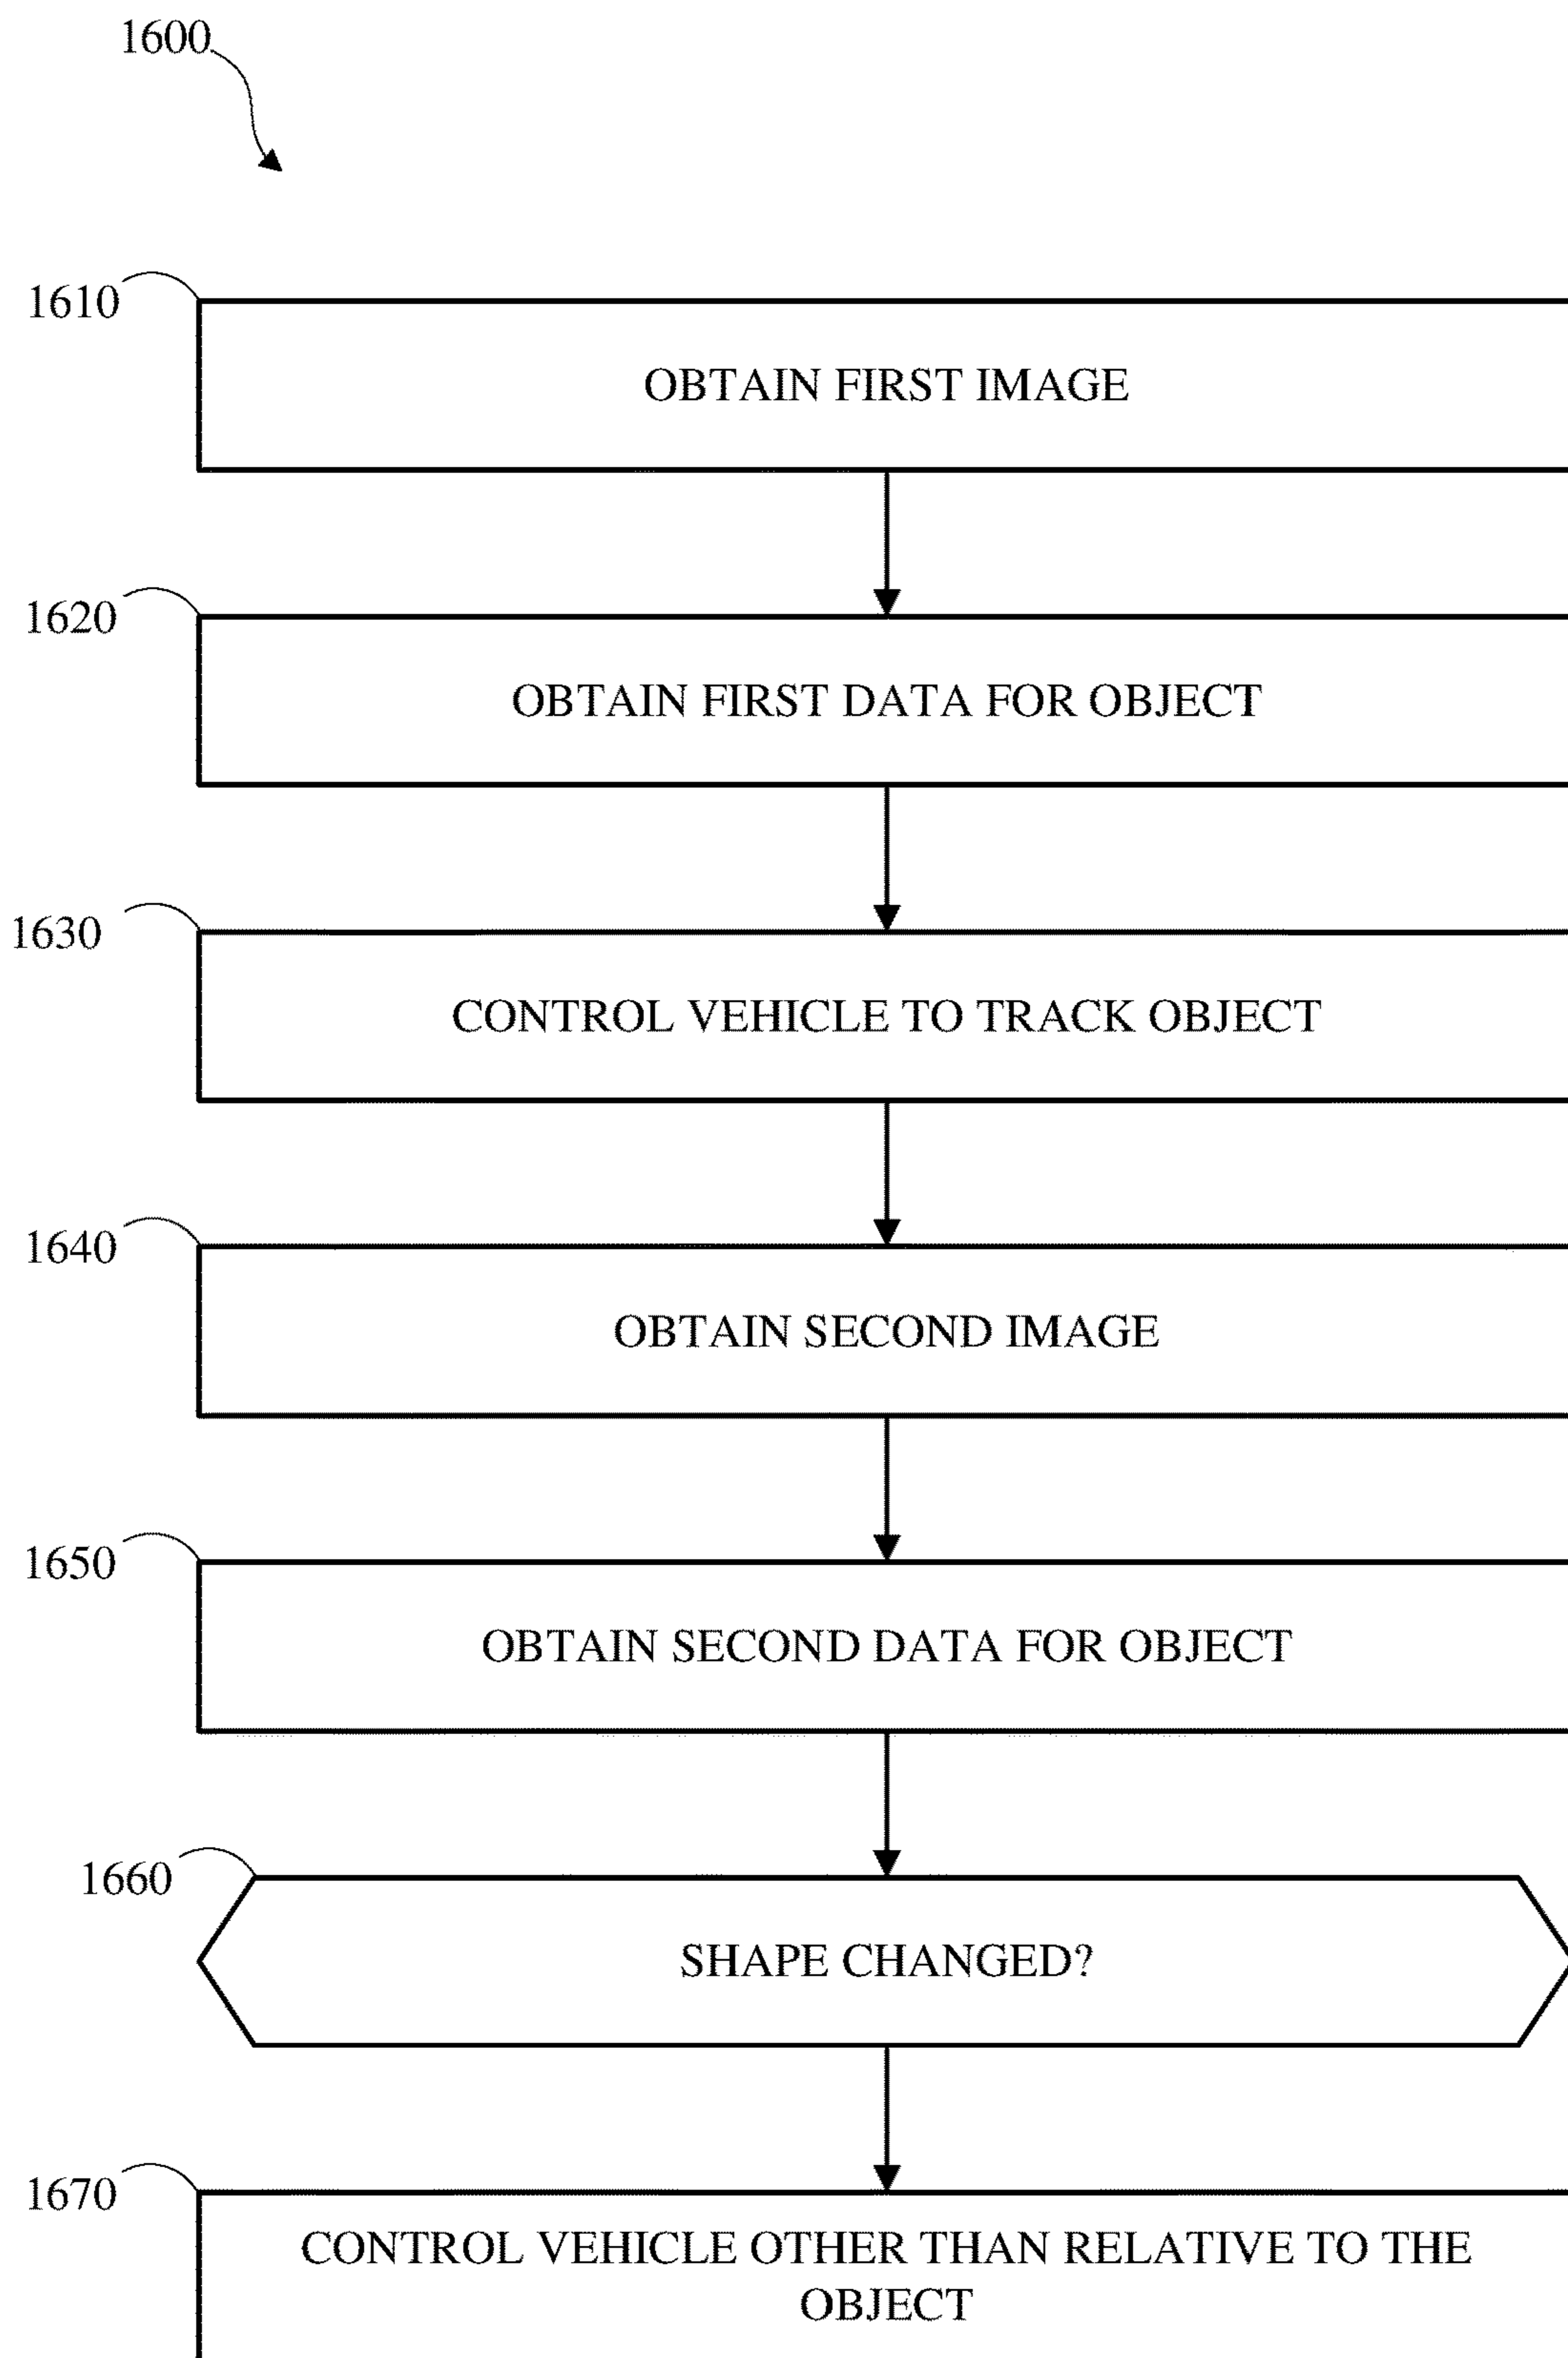 1600
1610
OBTAIN FIRST IMAGE
1620
OBTAIN FIRST DATA FOR OBJECT
1630
CONTROL VEHICLE TO TRACK OBJECT
1640
OBTAIN SECOND IMAGE
1650
OBTAIN SECOND DATA FOR OBJECT
1660
SHAPE CHANGED?
1670
CONTROL VEHICLE OTHER THAN RELATIVE TO THE
OBJECT